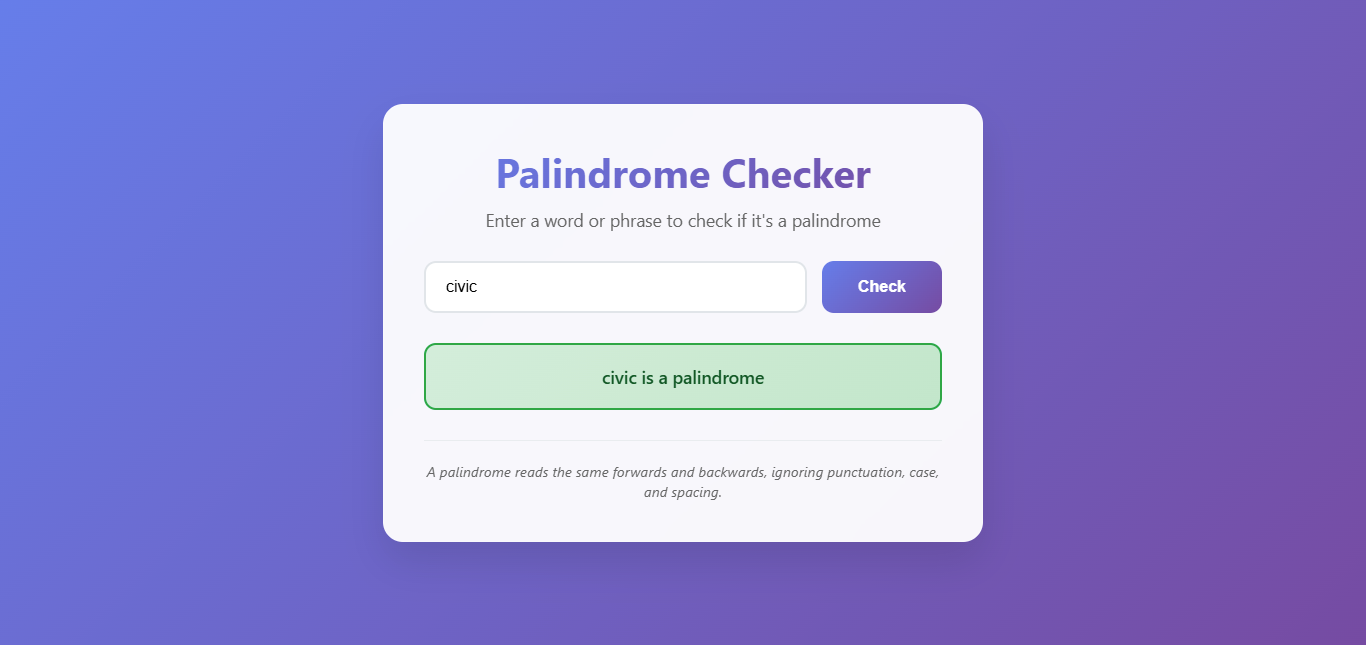 Palindrome Checker
Enter a word or phrase to check if it's a palindrome
civic
Check
civic is a palindrome
A palindrome reads the same forwards and backwards, ignoring punctuation, case,
and spacing.